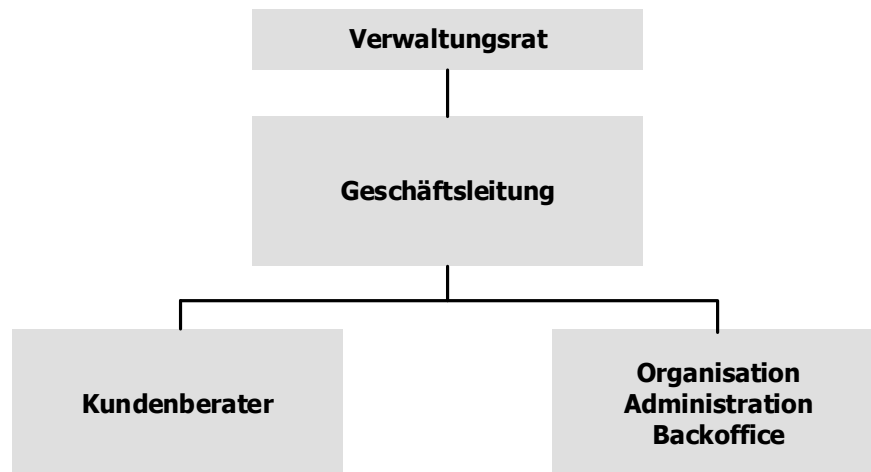 Verwaltungsrat
Geschäftsleitung
Kundenberater
Organisation
Administration
Backoffice